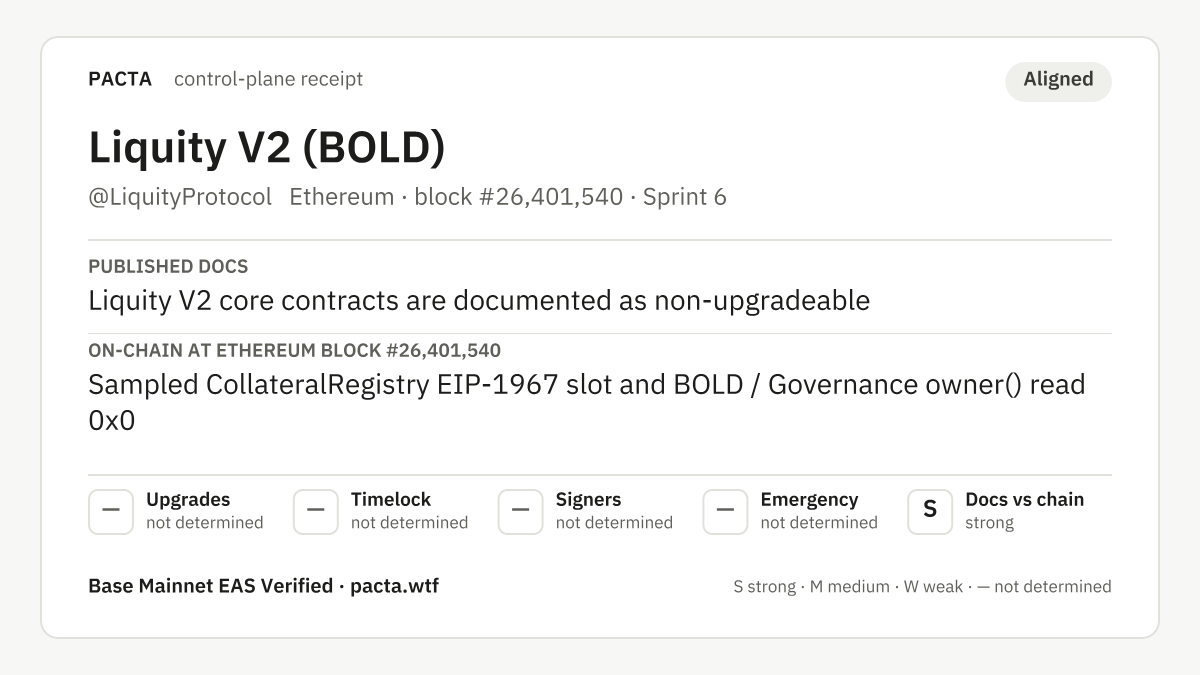 PACTA control-plane receipt
Aligned
Liquity V2 (BOLD)
@LiquityProtocol Ethereum · block #26,401,540 · Sprint 6
PUBLISHED DOCS
Liquity V2 core contracts are documented as non-upgradeable
ON-CHAIN AT ETHEREUM BLOCK #26,401,540
Sampled CollateralRegistry EIP-1967 slot and BOLD / Governance owner() read
0x0
— Upgrades
not determined
— Timelock
not determined
— Signers
not determined
— Emergency
not determined
S Docs vs chain
strong
Base Mainnet EAS Verified · pacta.wtf
S strong · M medium · W weak · — not determined